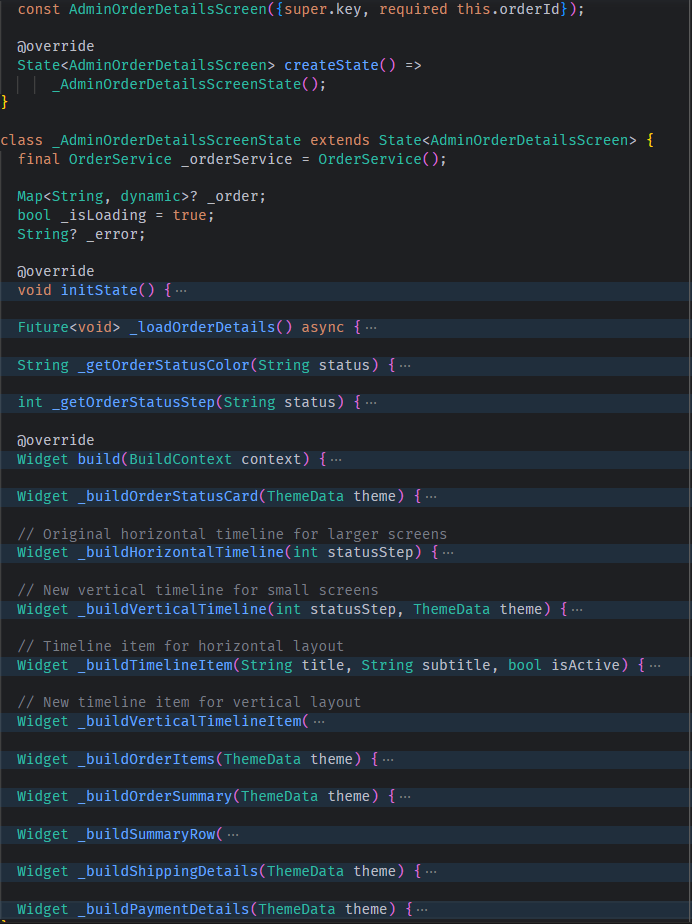 const AdminOrderDetailsScreen({super.key, required this.orderId});
@override
State<AdminOrderDetailsScreen> createState() =>
_AdminOrderDetailsScreenState();
}
class _AdminOrderDetailsScreenState extends State<AdminOrderDetailsScreen> {
final OrderService _orderService = OrderService();
Map<String, dynamic>? _order;
bool _isLoading = true;
String? _error;
@override
void initState() { ···
Future<void> _loadOrderDetails() async { ···
String _getOrderStatusColor(String status) { ···
int _getOrderStatusStep(String status) { ···
@override
Widget build(BuildContext context) { ···
Widget _buildOrderStatusCard(ThemeData theme) { ···
// Original horizontal timeline for larger screens
Widget _buildHorizontalTimeline(int statusStep) { ···
// New vertical timeline for small screens
Widget _buildVerticalTimeline(int statusStep, ThemeData theme) { ···
// Timeline item for horizontal layout
Widget _buildTimelineItem(String title, String subtitle, bool isActive) { ···
// New timeline item for vertical layout
Widget _buildVerticalTimelineItem( ···
Widget _buildOrderItems(ThemeData theme) { ···
Widget _buildOrderSummary(ThemeData theme) { ···
Widget _buildSummaryRow( ···
Widget _buildShippingDetails(ThemeData theme) { ···
Widget _buildPaymentDetails(ThemeData theme) { ···